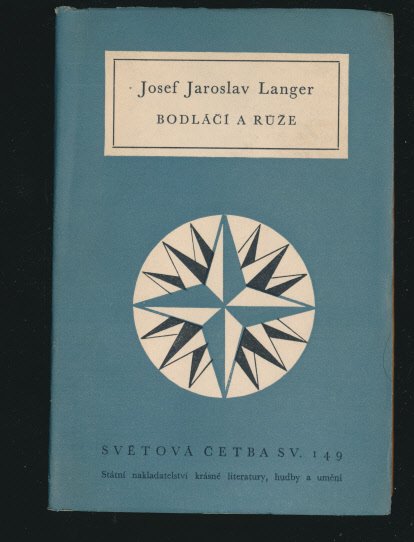 Josef Jaroslav Langer
BODLÁČÍ A RŮŽE
SVĚTOVÁ ČETBA SV. 149
Státní nakladatelství krásné literatury, hudby a umění